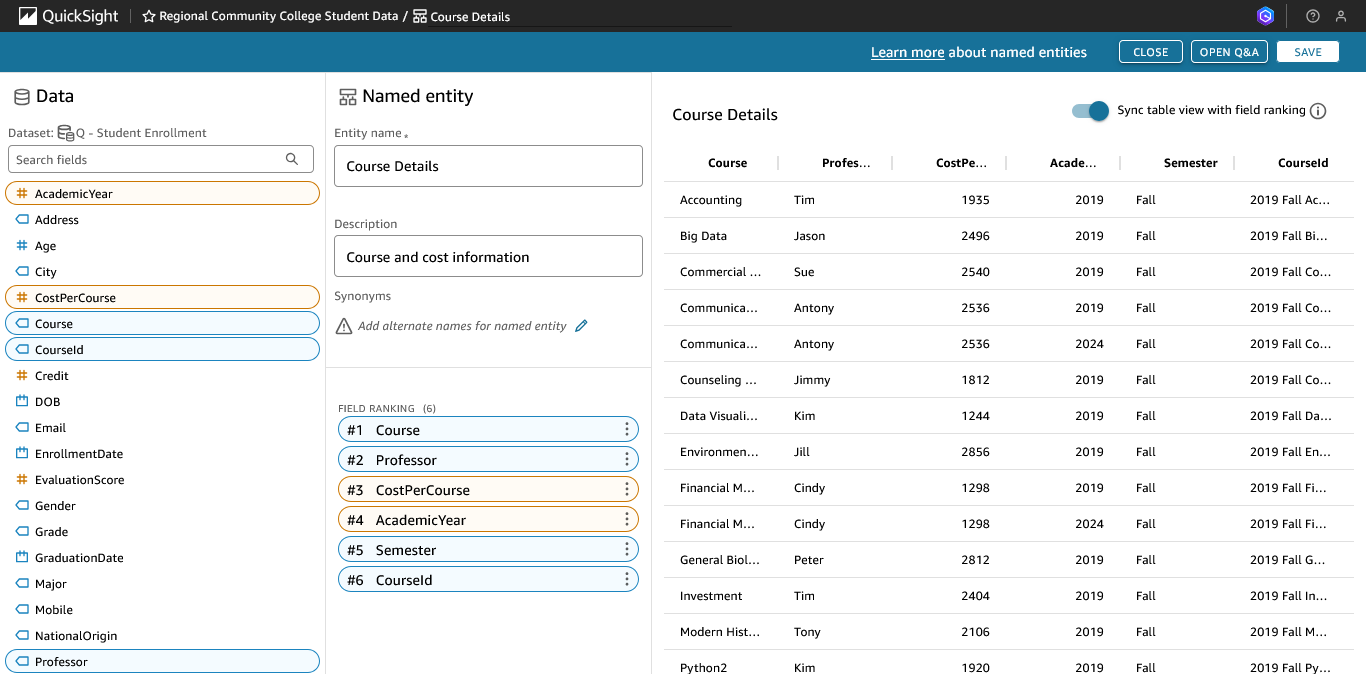 QuickSight
Regional Community College Student Data / Course Details
Learn more about named entities
CLOSE
OPEN Q&A
SAVE
Data
Dataset: Q - Student Enrollment
Search fields
AcademicYear
Address
Age
City
CostPerCourse
Course
CourseId
Credit
DOB
Email
EnrollmentDate
EvaluationScore
Gender
Grade
GraduationDate
Major
Mobile
NationalOrigin
Professor
Named entity
Entity name *
Course Details
Description
Course and cost information
Synonyms
Add alternate names for named entity
FIELD RANKING (6)
#1 Course
#2 Professor
#3 CostPerCourse
#4 AcademicYear
#5 Semester
#6 CourseId
Course Details
Sync table view with field ranking
Course Profes... CostPe... Acade... Semester CourseId
Accounting Tim 1935 2019 Fall 2019 Fall Ac...
Big Data Jason 2496 2019 Fall 2019 Fall Bi...
Commercial ... Sue 2540 2019 Fall 2019 Fall Co...
Communica... Antony 2536 2019 Fall 2019 Fall Co...
Communica... Antony 2536 2024 Fall 2019 Fall Co...
Counseling ... Jimmy 1812 2019 Fall 2019 Fall Co...
Data Visuali... Kim 1244 2019 Fall 2019 Fall Da...
Environmen... Jill 2856 2019 Fall 2019 Fall En...
Financial M... Cindy 1298 2019 Fall 2019 Fall Fi...
Financial M... Cindy 1298 2024 Fall 2019 Fall Fi...
General Biol... Peter 2812 2019 Fall 2019 Fall G...
Investment Tim 2404 2019 Fall 2019 Fall In...
Modern Hist... Tony 2106 2019 Fall 2019 Fall M...
Python2 Kim 1920 2019 Fall 2019 Fall Py...